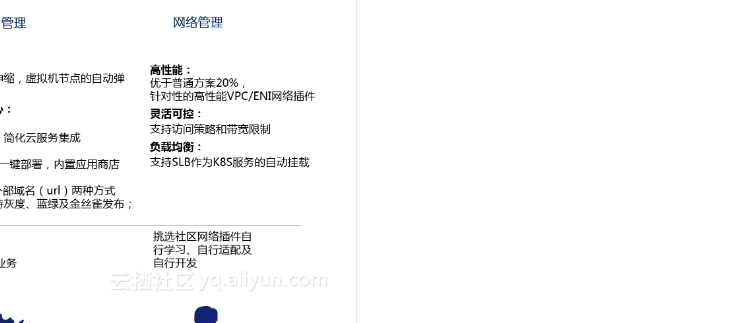 管理
网络管理
高性能：
优于普通方案20%，
针对性的高性能VPC/ENI网络插件
伸缩，虚拟机节点的自动弹
灵活可控：
支持访问策略和带宽限制
简化云服务集成
负载均衡：
支持SLB作为K8S服务的自动挂载
一键部署，内置应用商店
部域名（url）两种方式
灰度、蓝绿及金丝雀发布；
挑选社区网络插件自
行学习、自行适配及
自行开发
业务
云栖社区 yq.aliyun.com